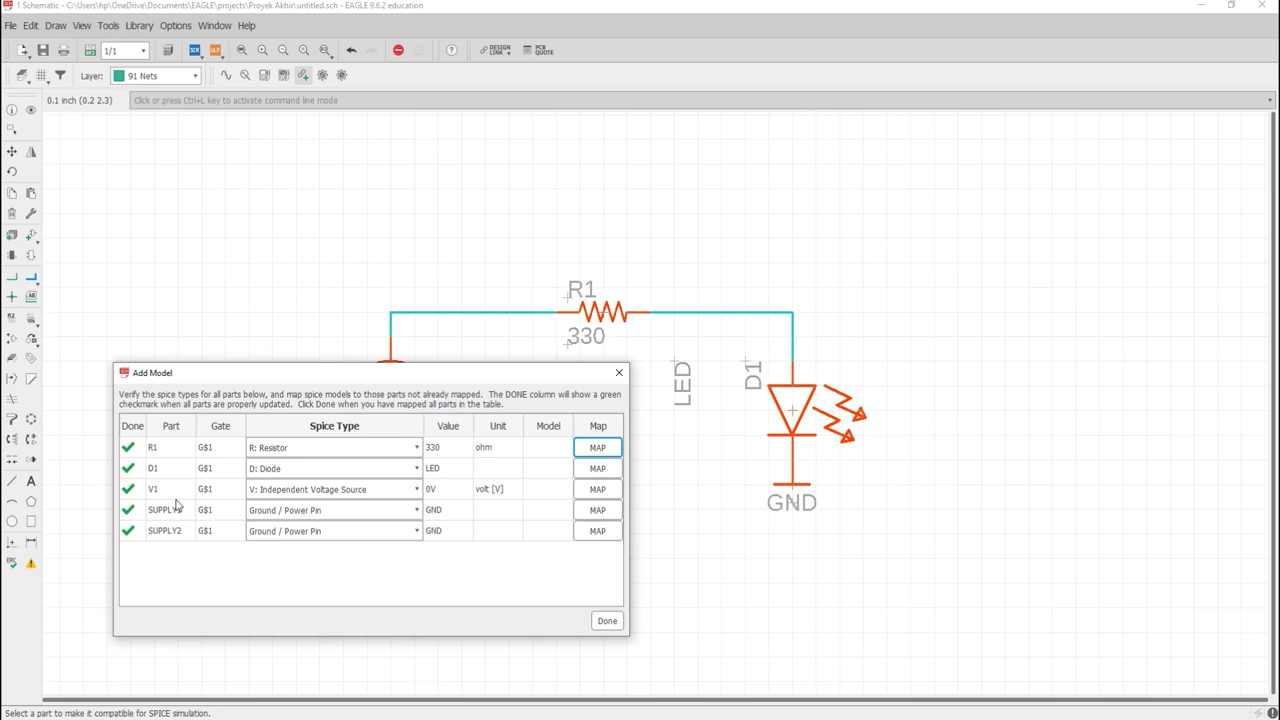 1 Schematic - C:\Users\hp\OneDrive\Documents\EAGLE\projects\Proyek Akhir\untitled.sch - EAGLE 9.6.2 education
File Edit Draw View Tools Library Options Window Help
SCR ULP 1/1 DESIGN LINK PCB QUOTE
Layer: 91 Nets
0.1 inch (0.2 2.3) Click or press Ctrl+L key to activate command line mode
R1
330
LED
D1
GND
Add Model
Verify the spice types for all parts below, and map spice models to those parts not already mapped. The DONE column will show a green
checkmark when all parts are properly updated. Click Done when you have mapped all parts in the table.
Done Part Gate Spice Type Value Unit Model Map
R1 G$1 R: Resistor 330 ohm MAP
D1 G$1 D: Diode LED MAP
V1 G$1 V: Independent Voltage Source 0V volt [V] MAP
SUPPLY1 G$1 Ground / Power Pin GND MAP
SUPPLY2 G$1 Ground / Power Pin GND MAP
Done
Select a part to make it compatible for SPICE simulation.